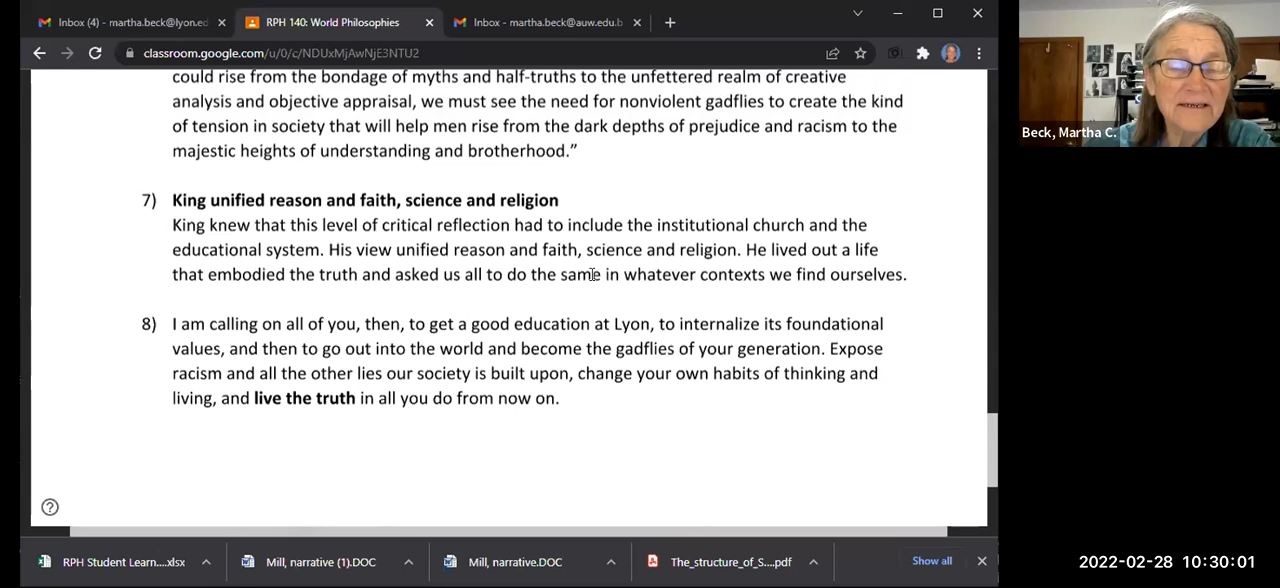 Inbox (4) - martha.beck@lyon.ed
RPH 140: World Philosophies
Inbox - martha.beck@auw.edu.b
classroom.google.com/u/0/c/NDUxMjAwNjE3NTU2
could rise from the bondage of myths and half-truths to the unfettered realm of creative
analysis and objective appraisal, we must see the need for nonviolent gadflies to create the kind
of tension in society that will help men rise from the dark depths of prejudice and racism to the
majestic heights of understanding and brotherhood.”
7) King unified reason and faith, science and religion
King knew that this level of critical reflection had to include the institutional church and the
educational system. His view unified reason and faith, science and religion. He lived out a life
that embodied the truth and asked us all to do the same in whatever contexts we find ourselves.
8) I am calling on all of you, then, to get a good education at Lyon, to internalize its foundational
values, and then to go out into the world and become the gadflies of your generation. Expose
racism and all the other lies our society is built upon, change your own habits of thinking and
living, and live the truth in all you do from now on.
RPH Student Learn....xlsx
Mill, narrative (1).DOC
Mill, narrative.DOC
The_structure_of_S....pdf
Show all
Beck, Martha C.
2022-02-28 10:30:01